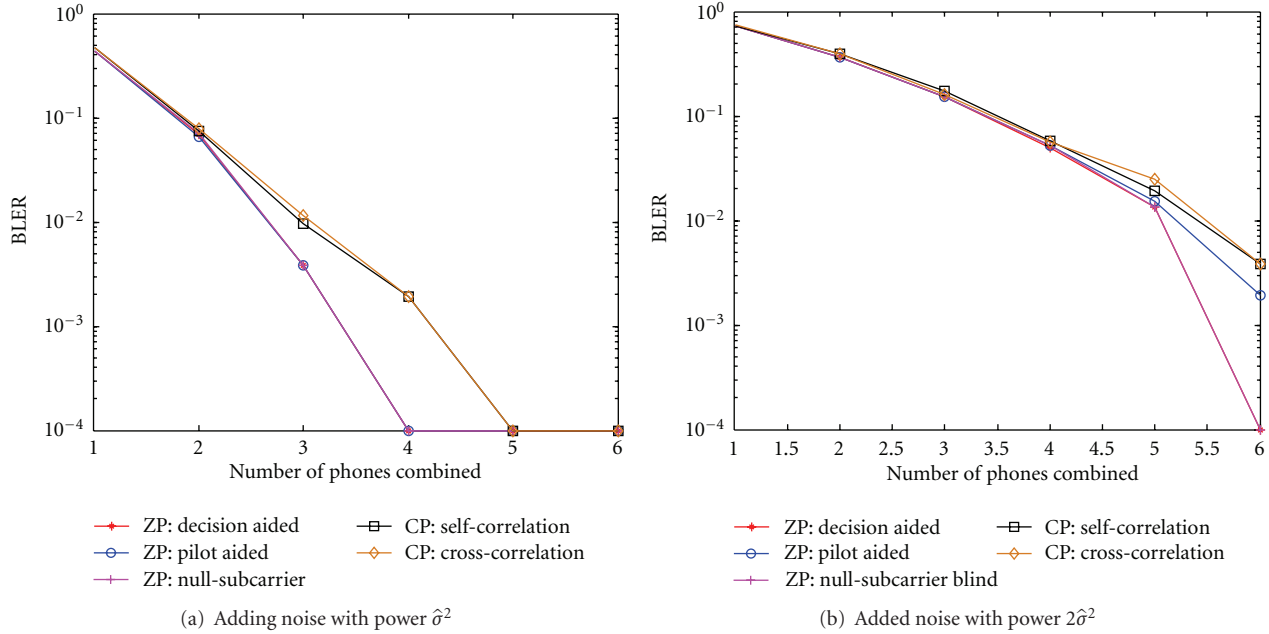 10^0
10^-1
10^-2
10^-3
10^-4
BLER
1 2 3 4 5 6
Number of phones combined
ZP: decision aided
ZP: pilot aided
ZP: null-subcarrier
CP: self-correlation
CP: cross-correlation
(a) Adding noise with power σ̂²
10^0
10^-1
10^-2
10^-3
10^-4
BLER
1 1.5 2 2.5 3 3.5 4 4.5 5 5.5 6
Number of phones combined
ZP: decision aided
ZP: pilot aided
ZP: null-subcarrier blind
CP: self-correlation
CP: cross-correlation
(b) Added noise with power 2σ̂²